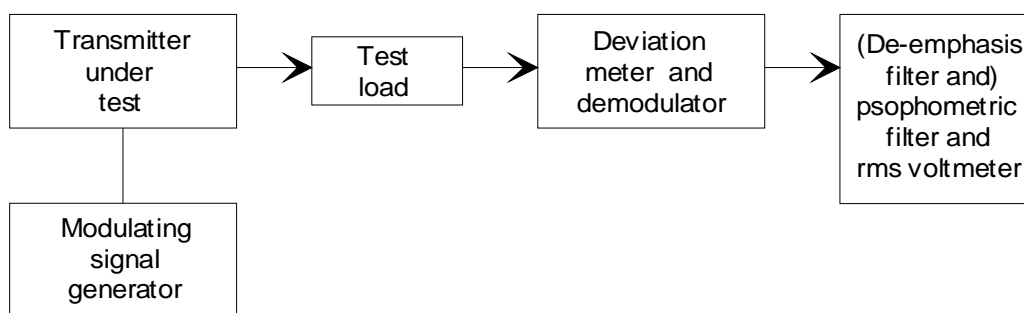 Transmitter
under
test
Test
load
Deviation
meter and
demodulator
(De-emphasis
filter and)
psophometric
filter and
rms voltmeter
Modulating
signal
generator